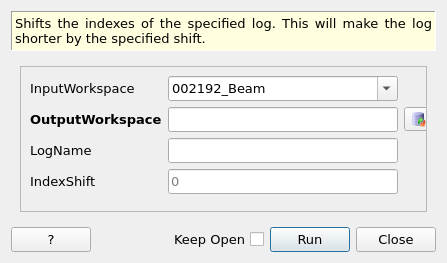 Shifts the indexes of the specified log. This will make the log
shorter by the specified shift.
InputWorkspace 002192_Beam
OutputWorkspace
LogName
IndexShift 0
? Keep Open Run Close